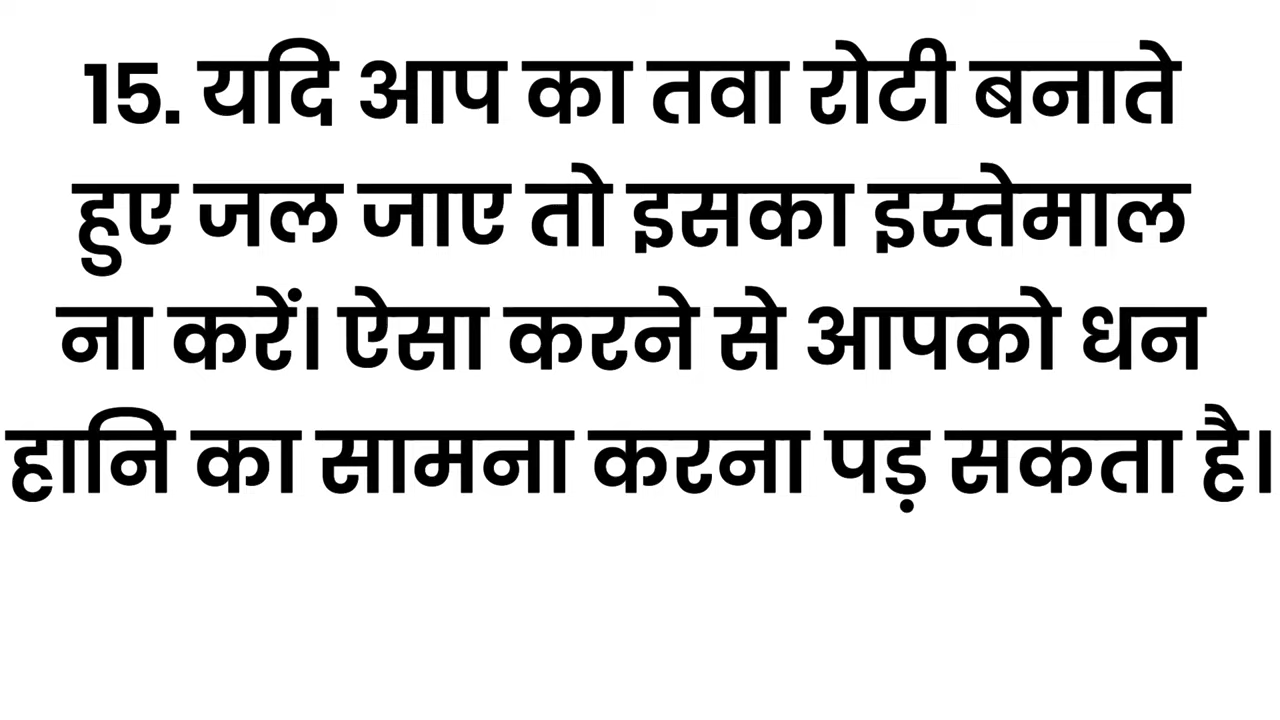 15. यदि आप का तवा रोटी बनाते
हुए जल जाए तो इसका इस्तेमाल
ना करें। ऐसा करने से आपको धन
हानि का सामना करना पड़ सकता है।